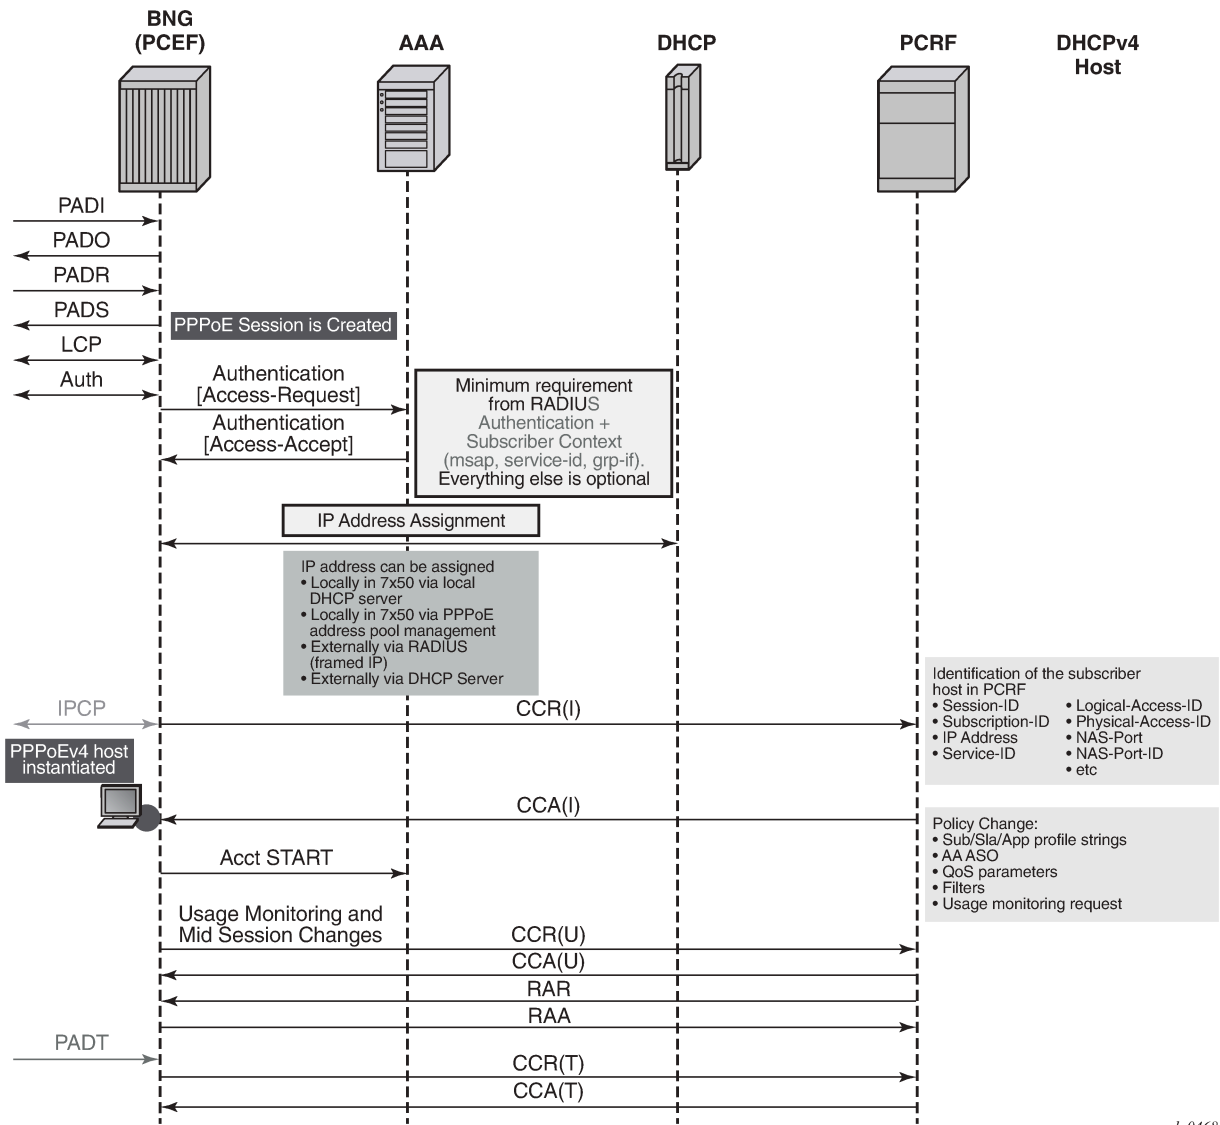 BNG
(PCEF)
AAA
DHCP
PCRF
DHCPv4
Host
PADI
PADO
PADR
PADS
PPPoE Session is Created
LCP
Auth
Authentication
[Access-Request]
Authentication
[Access-Accept]
Minimum requirement
from RADIUS
Authentication +
Subscriber Context
(msap, service-id, grp-if).
Everything else is optional
IP Address Assignment
IP address can be assigned
• Locally in 7x50 via local
DHCP server
• Locally in 7x50 via PPPoE
address pool management
• Externally via RADIUS
(framed IP)
• Externally via DHCP Server
IPCP
CCR(I)
Identification of the subscriber
host in PCRF
• Session-ID
• Subscription-ID
• IP Address
• Service-ID
• Logical-Access-ID
• Physical-Access-ID
• NAS-Port
• NAS-Port-ID
• etc
PPPoEv4 host
instantiated
CCA(I)
Policy Change:
• Sub/Sla/App profile strings
• AA ASO
• QoS parameters
• Filters
• Usage monitoring request
Acct START
Usage Monitoring and
Mid Session Changes
CCR(U)
CCA(U)
RAR
RAA
PADT
CCR(T)
CCA(T)